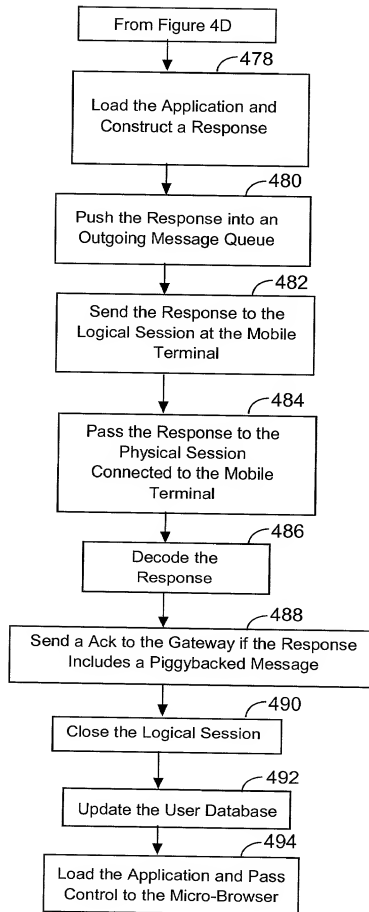 From Figure 4D
478
Load the Application and
Construct a Response
480
Push the Response into an
Outgoing Message Queue
482
Send the Response to the
Logical Session at the Mobile
Terminal
484
Pass the Response to the
Physical Session
Connected to the Mobile
Terminal
486
Decode the
Response
488
Send a Ack to the Gateway if the Response
Includes a Piggybacked Message
490
Close the Logical Session
492
Update the User Database
494
Load the Application and Pass
Control to the Micro-Browser